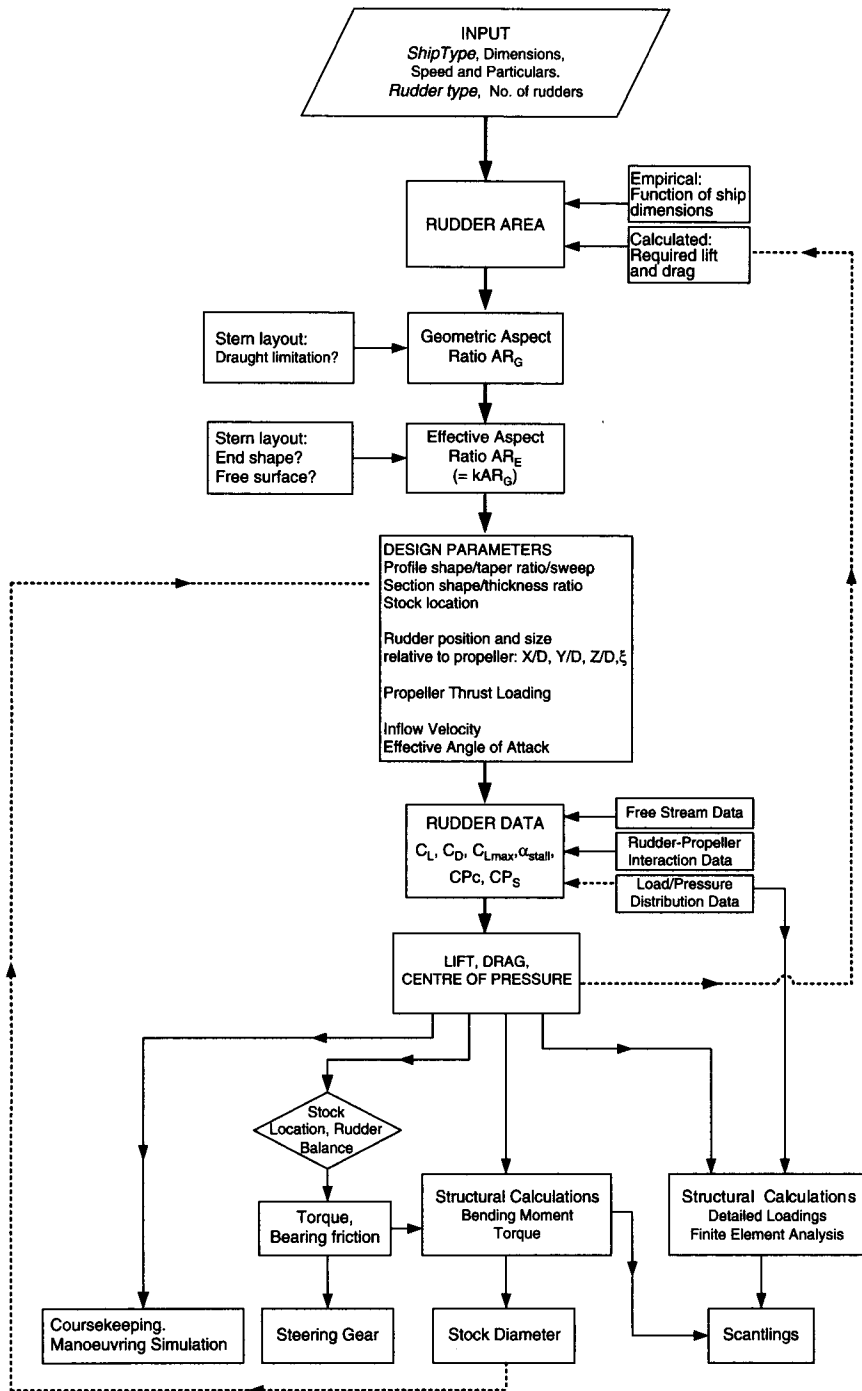 INPUT
ShipType, Dimensions,
Speed and Particulars.
Rudder type, No. of rudders
RUDDER AREA
Empirical:
Function of ship
dimensions
Calculated:
Required lift
and drag
Stern layout:
Draught limitation?
Geometric Aspect
Ratio AR_G
Stern layout:
End shape?
Free surface?
Effective Aspect
Ratio AR_E
(= kAR_G)
DESIGN PARAMETERS
Profile shape/taper ratio/sweep
Section shape/thickness ratio
Stock location
Rudder position and size
relative to propeller: X/D, Y/D, Z/D,ξ
Propeller Thrust Loading
Inflow Velocity
Effective Angle of Attack
RUDDER DATA
C_L, C_D, C_Lmax, α_stall,
CPc, CP_S
Free Stream Data
Rudder-Propeller
Interaction Data
Load/Pressure
Distribution Data
LIFT, DRAG,
CENTRE OF PRESSURE
Stock
Location, Rudder
Balance
Torque,
Bearing friction
Structural Calculations
Bending Moment
Torque
Structural Calculations
Detailed Loadings
Finite Element Analysis
Coursekeeping.
Manoeuvring Simulation
Steering Gear
Stock Diameter
Scantlings